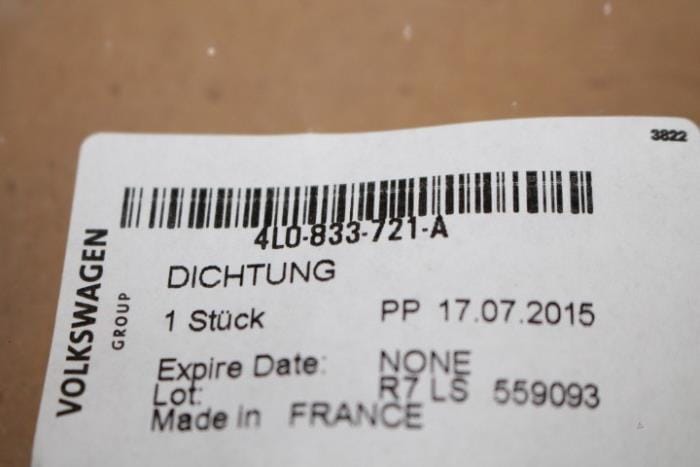 3822
4L0-833-721-A
DICHTUNG
1 Stück PP 17.07.2015
Expire Date: NONE
Lot: R7 LS 559093
Made in FRANCE
VOLKSWAGEN
GROUP